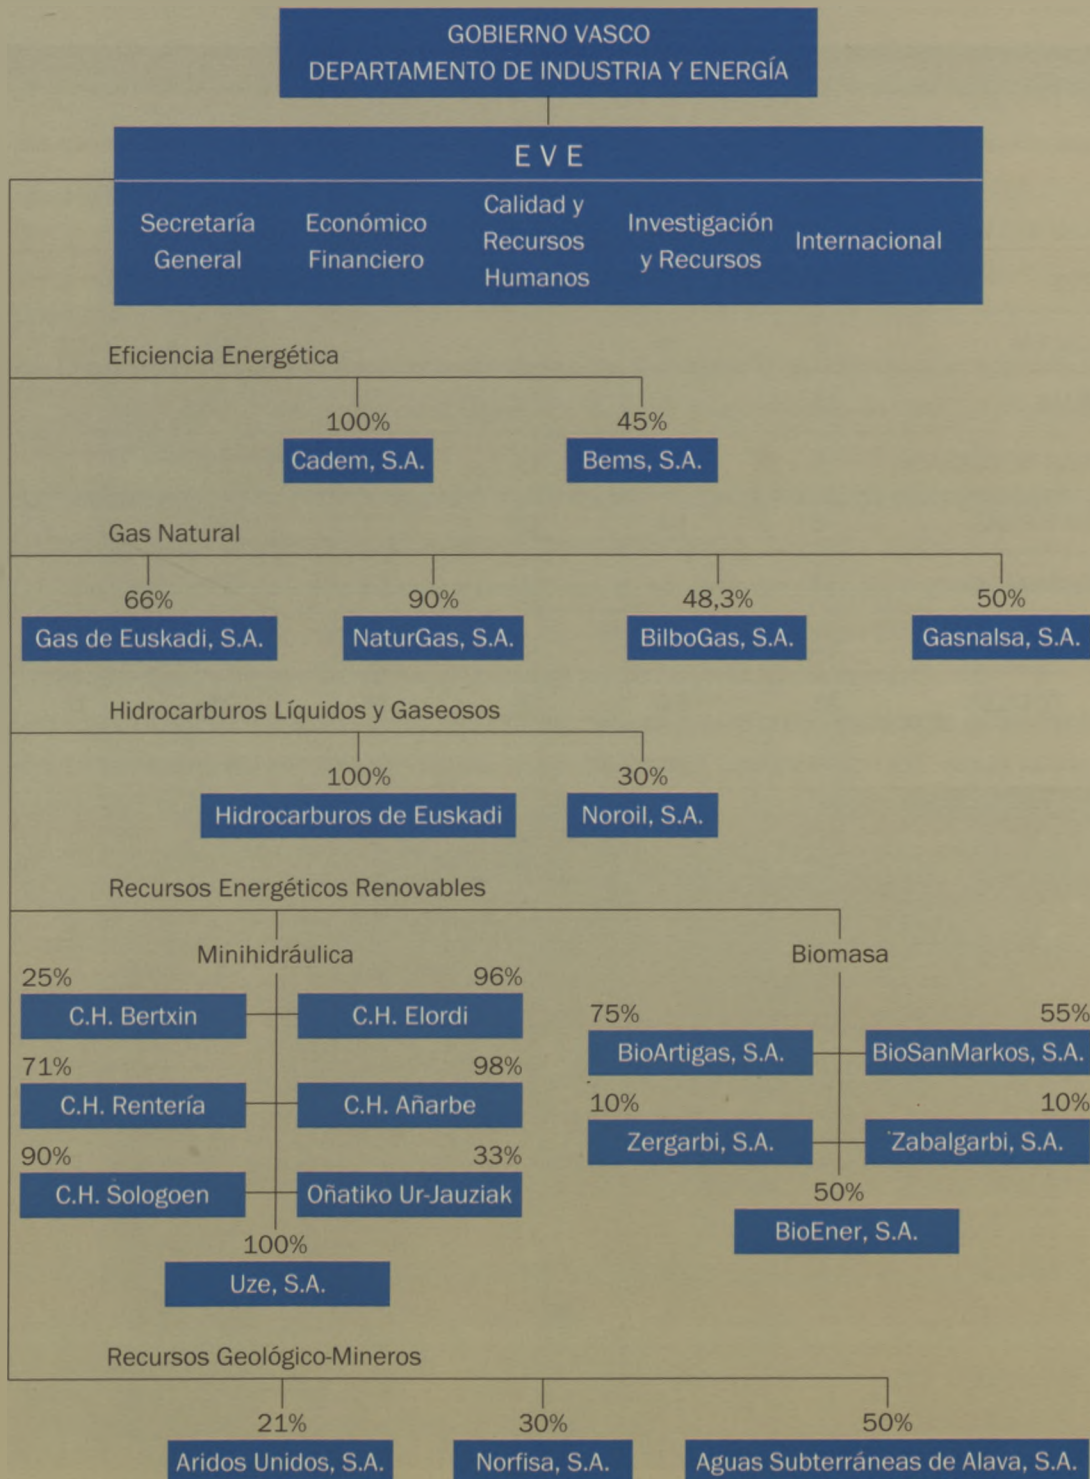 GOBIERNO VASCO
DEPARTAMENTO DE INDUSTRIA Y ENERGÍA
E V E
Secretaría
General
Económico
Financiero
Calidad y
Recursos
Humanos
Investigación
y Recursos
Internacional
Eficiencia Energética
100%
Cadem, S.A.
45%
Bems, S.A.
Gas Natural
66%
Gas de Euskadi, S.A.
90%
NaturGas, S.A.
48,3%
BilboGas, S.A.
50%
Gasnalsa, S.A.
Hidrocarburos Líquidos y Gaseosos
100%
Hidrocarburos de Euskadi
30%
Noroil, S.A.
Recursos Energéticos Renovables
Minihidráulica
25%
C.H. Bertxin
96%
C.H. Elordi
71%
C.H. Rentería
98%
C.H. Añarbe
90%
C.H. Sologoen
33%
Oñatiko Ur-Jauziak
100%
Uze, S.A.
Biomasa
75%
BioArtigas, S.A.
55%
BioSanMarkos, S.A.
10%
Zergarbi, S.A.
10%
Zabalgarbi, S.A.
50%
BioEner, S.A.
Recursos Geológico-Mineros
21%
Aridos Unidos, S.A.
30%
Norfisa, S.A.
50%
Aguas Subterráneas de Alava, S.A.